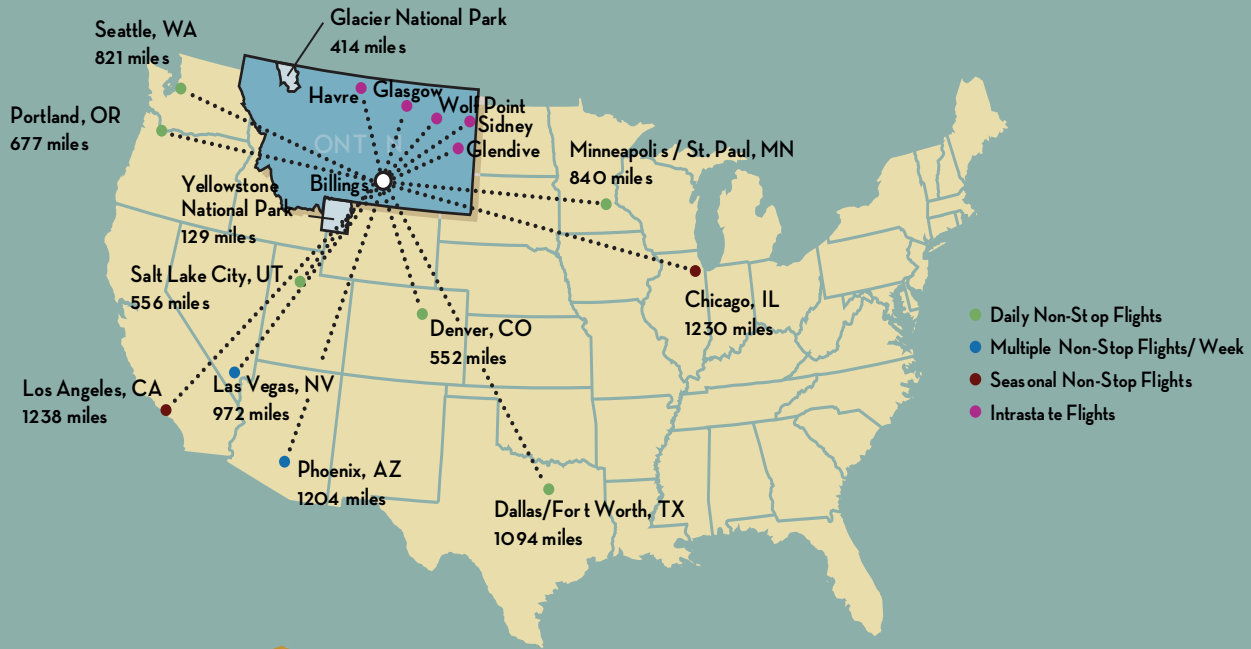 Glacier National Park
414 miles
Seattle, WA
821 miles
Portland, OR
677 miles
Havre
Glasgow
Wolf Point
Sidney
Glendive
ONT N
Billings
Yellowstone
National Park
129 miles
Minneapolis / St. Paul, MN
840 miles
Salt Lake City, UT
556 miles
Chicago, IL
1230 miles
Denver, CO
552 miles
Los Angeles, CA
1238 miles
Las Vegas, NV
972 miles
Phoenix, AZ
1204 miles
Dallas/Fort Worth, TX
1094 miles
Daily Non-Stop Flights
Multiple Non-Stop Flights/Week
Seasonal Non-Stop Flights
Intrastate Flights